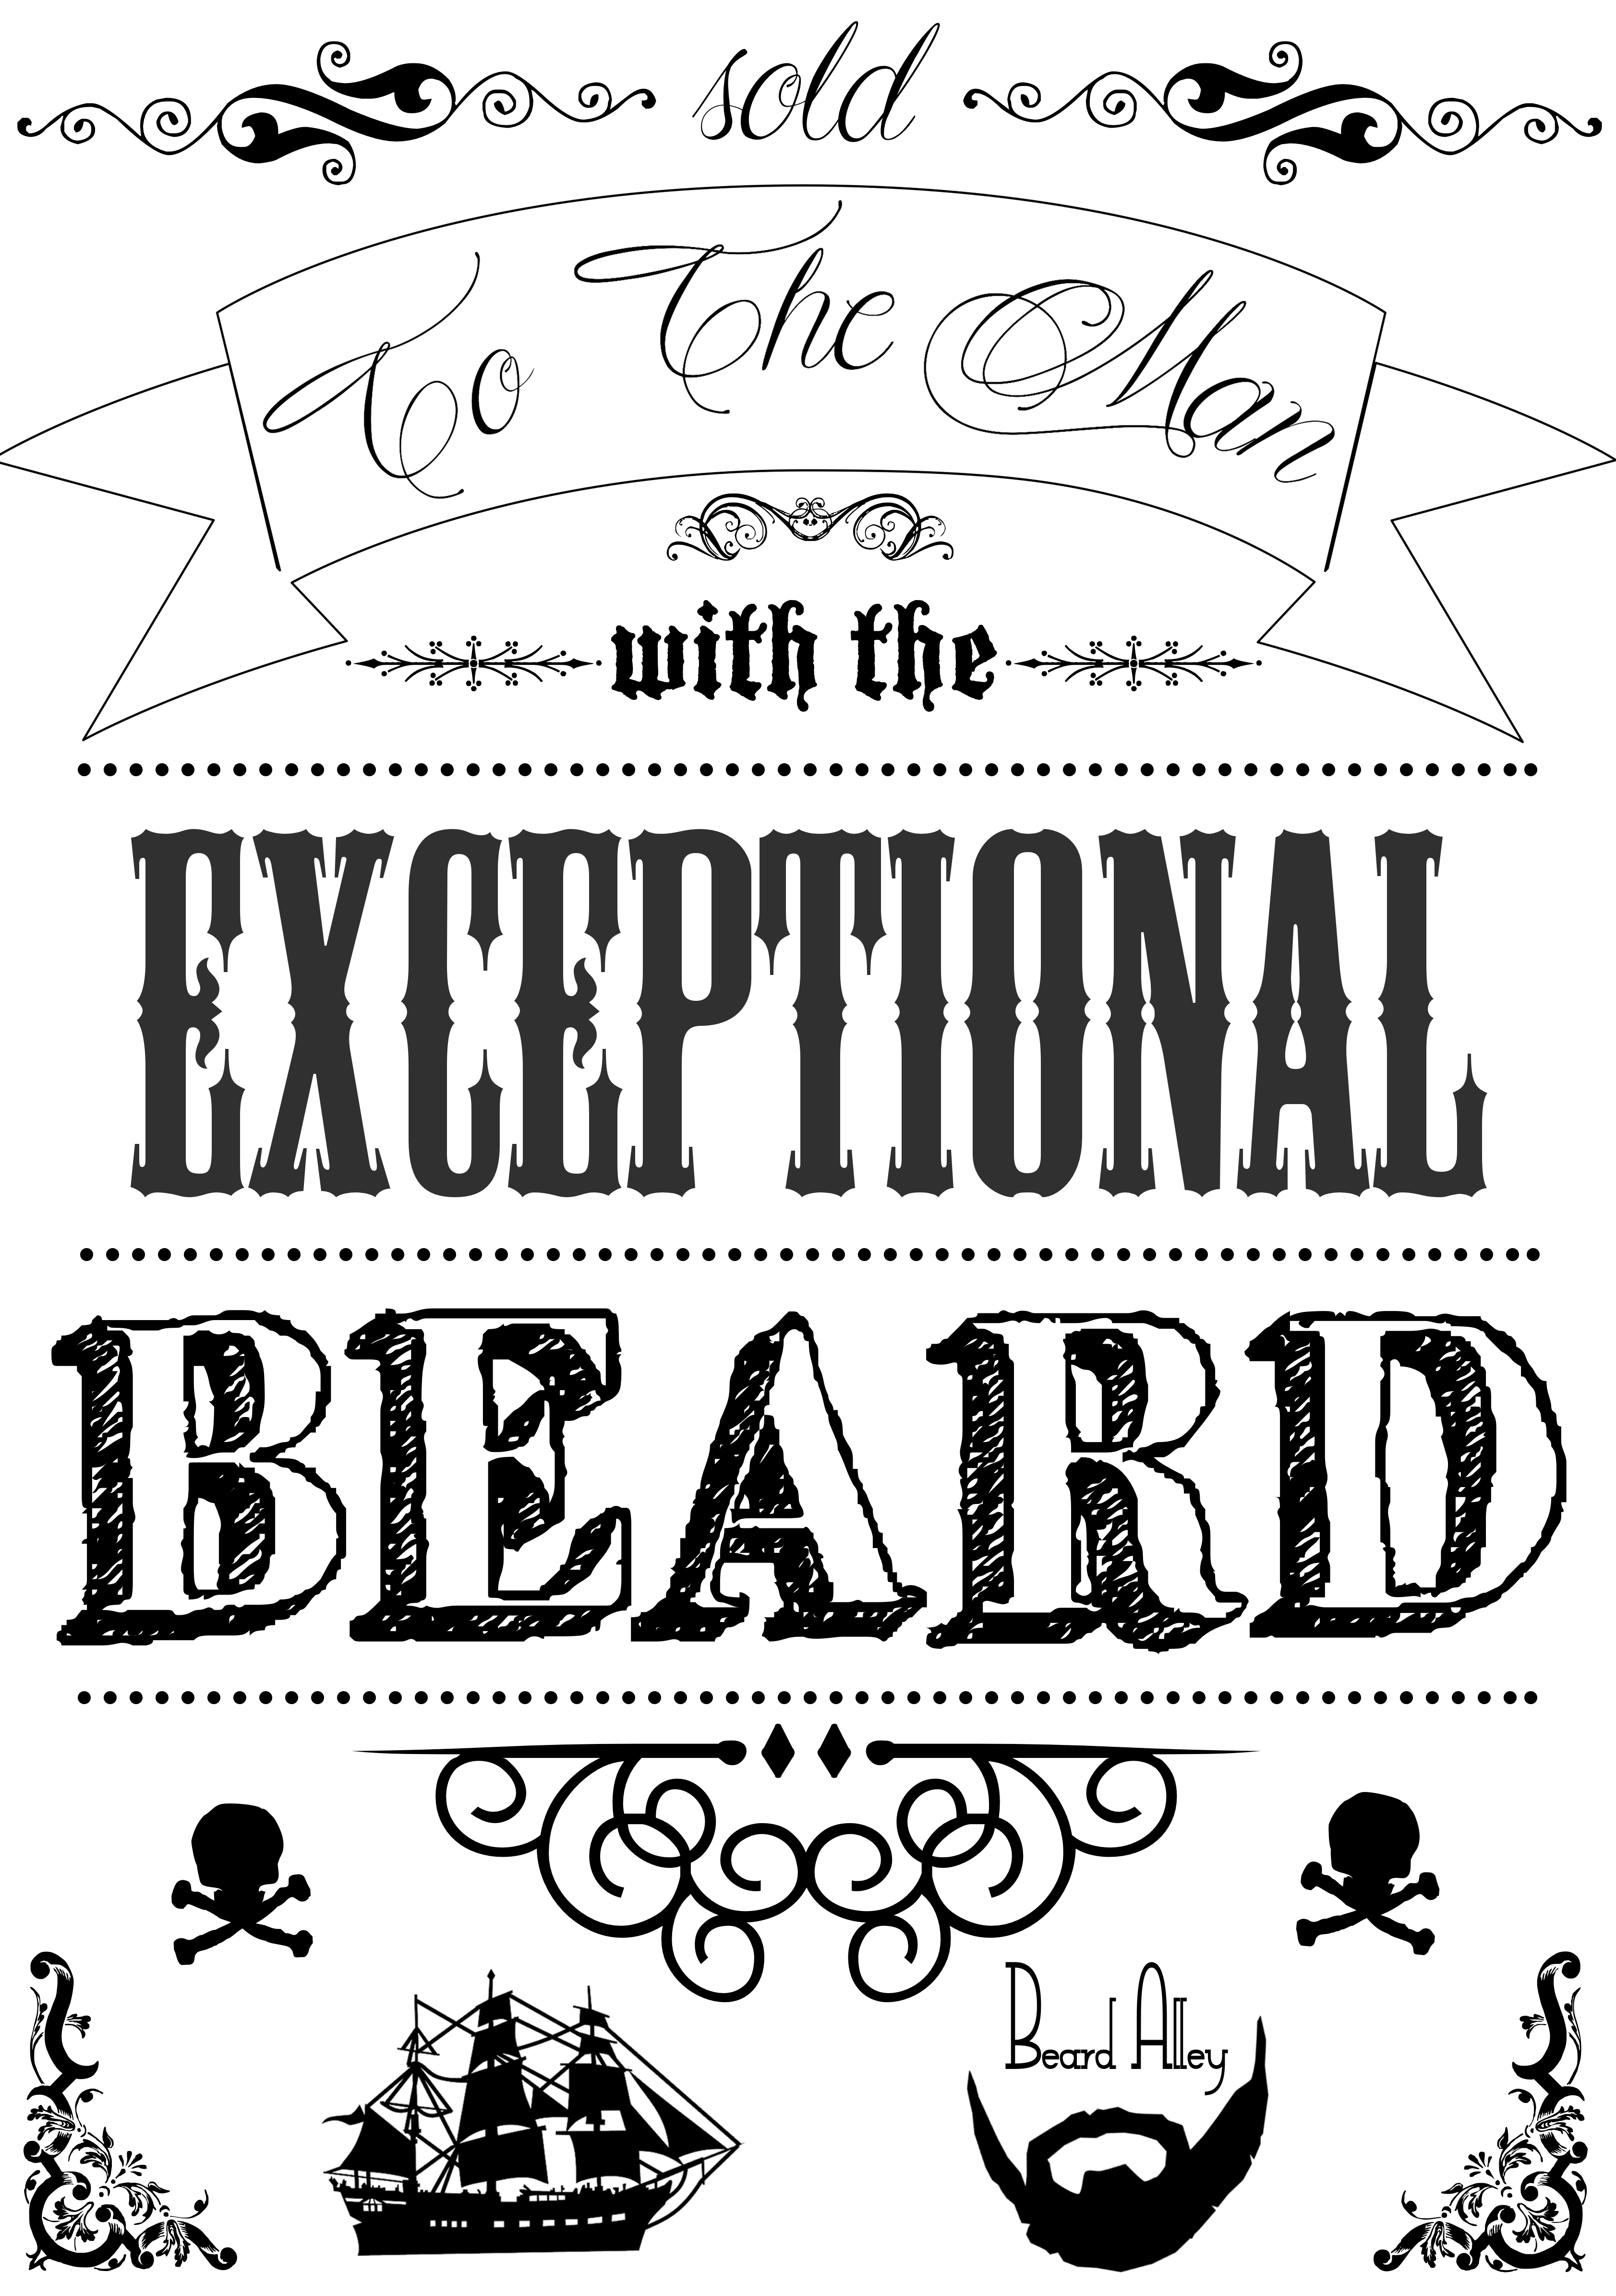 sold
To The Man
with the
EXCEPTIONAL
BEARD
Beard Alley